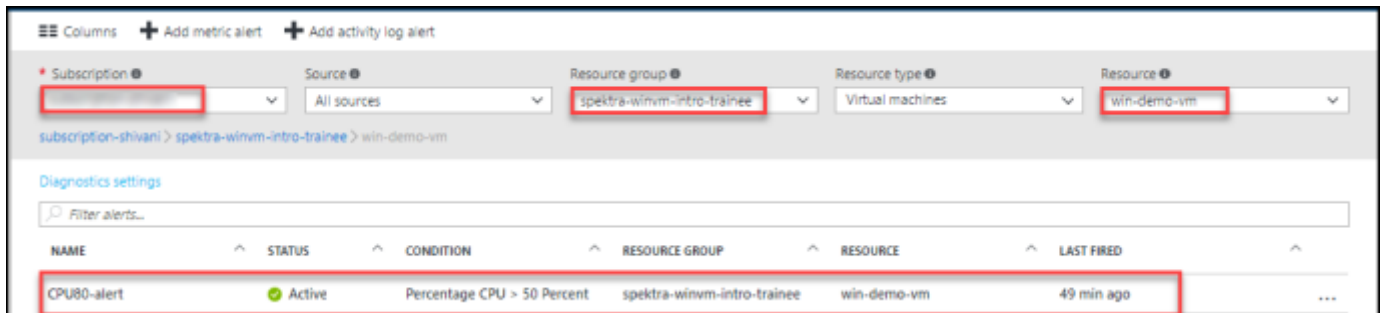 Columns Add metric alert Add activity log alert
* Subscription Source Resource group Resource type Resource
All sources spektra-winvm-intro-trainee Virtual machines win-demo-vm
subscription-shivani > spektra-winvm-intro-trainee > win-demo-vm
Diagnostics settings
Filter alerts...
NAME STATUS CONDITION RESOURCE GROUP RESOURCE LAST FIRED
CPU80-alert Active Percentage CPU > 50 Percent spektra-winvm-intro-trainee win-demo-vm 49 min ago ...